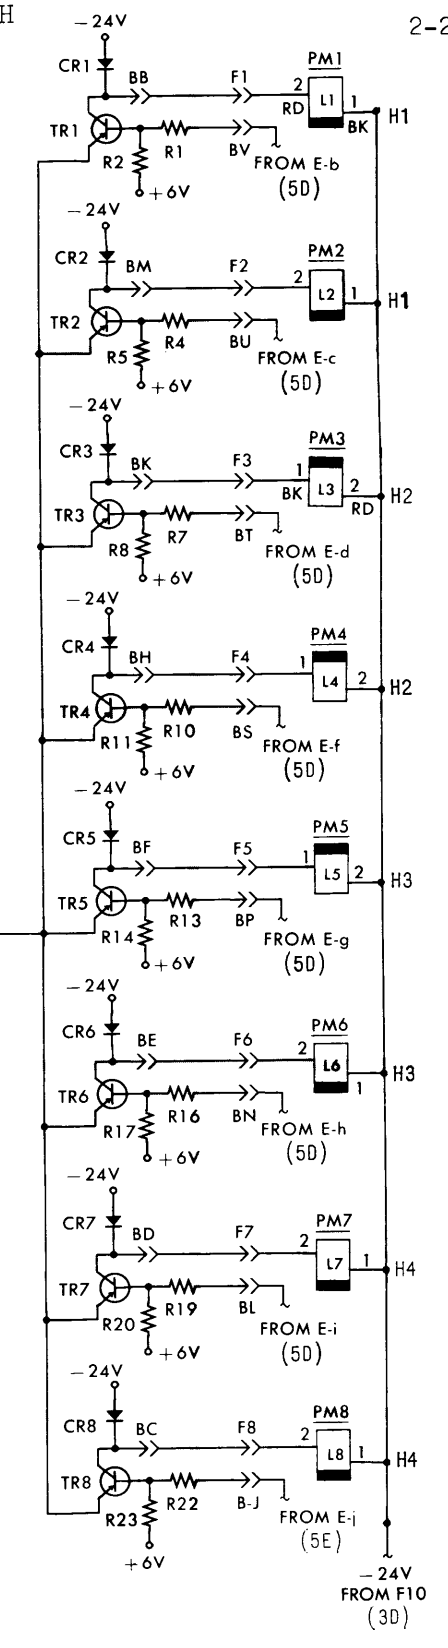 H
2-2
−24V
CR1 BB F1 2 PM1
RD L1 1 H1
BK
TR1 R2 R1 BV
FROM E-b
(5D)
+6V
−24V
CR2 BM F2 2 PM2
L2 1 H1
TR2 R5 R4 BU
FROM E-c
(5D)
+6V
−24V
CR3 BK F3 1 PM3
BK L3 2 H2
RD
TR3 R8 R7 BT
FROM E-d
(5D)
+6V
−24V
CR4 BH F4 1 PM4
L4 2 H2
TR4 R11 R10 BS
FROM E-f
(5D)
+6V
−24V
CR5 BF F5 1 PM5
L5 2 H3
TR5 R14 R13 BP
FROM E-g
(5D)
+6V
−24V
CR6 BE F6 2 PM6
L6 1 H3
TR6 R17 R16 BN
FROM E-h
(5D)
+6V
−24V
CR7 BD F7 2 PM7
L7 1 H4
TR7 R20 R19 BL
FROM E-i
(5D)
+6V
−24V
CR8 BC F8 2 PM8
L8 1 H4
TR8 R23 R22 B-J
FROM E-j
(5E)
+6V
−24V
FROM F10
(3D)